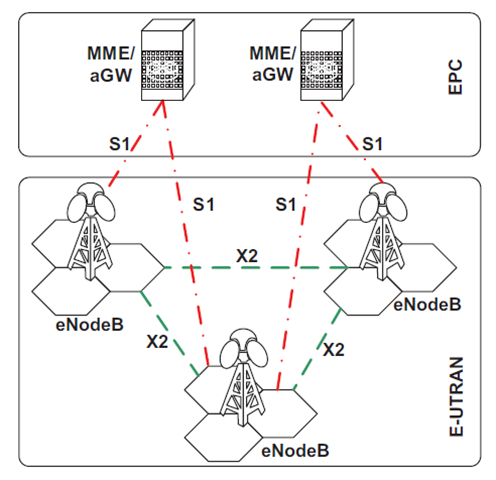 MME/
aGW
MME/
aGW
EPC
S1
S1
S1
S1
X2
eNodeB
eNodeB
X2
X2
eNodeB
E-UTRAN